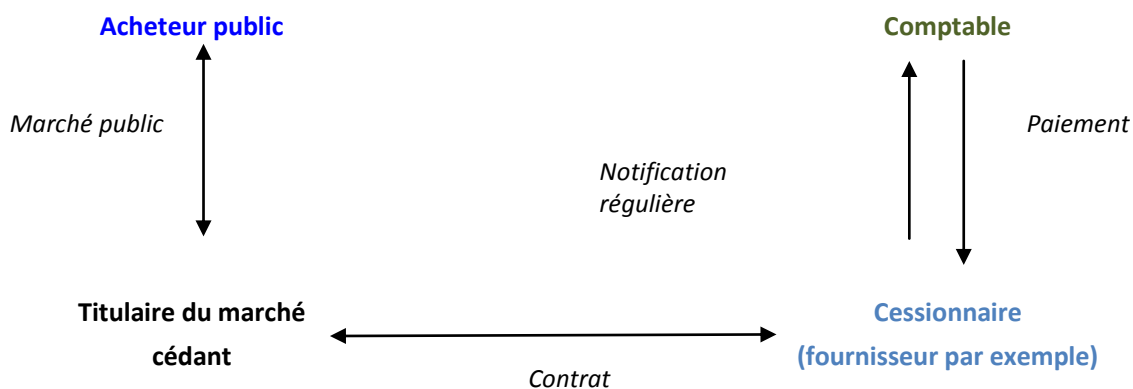 Acheteur public
Comptable
Marché public
Paiement
Notification
régulière
Titulaire du marché
cédant
Cessionnaire
(fournisseur par exemple)
Contrat